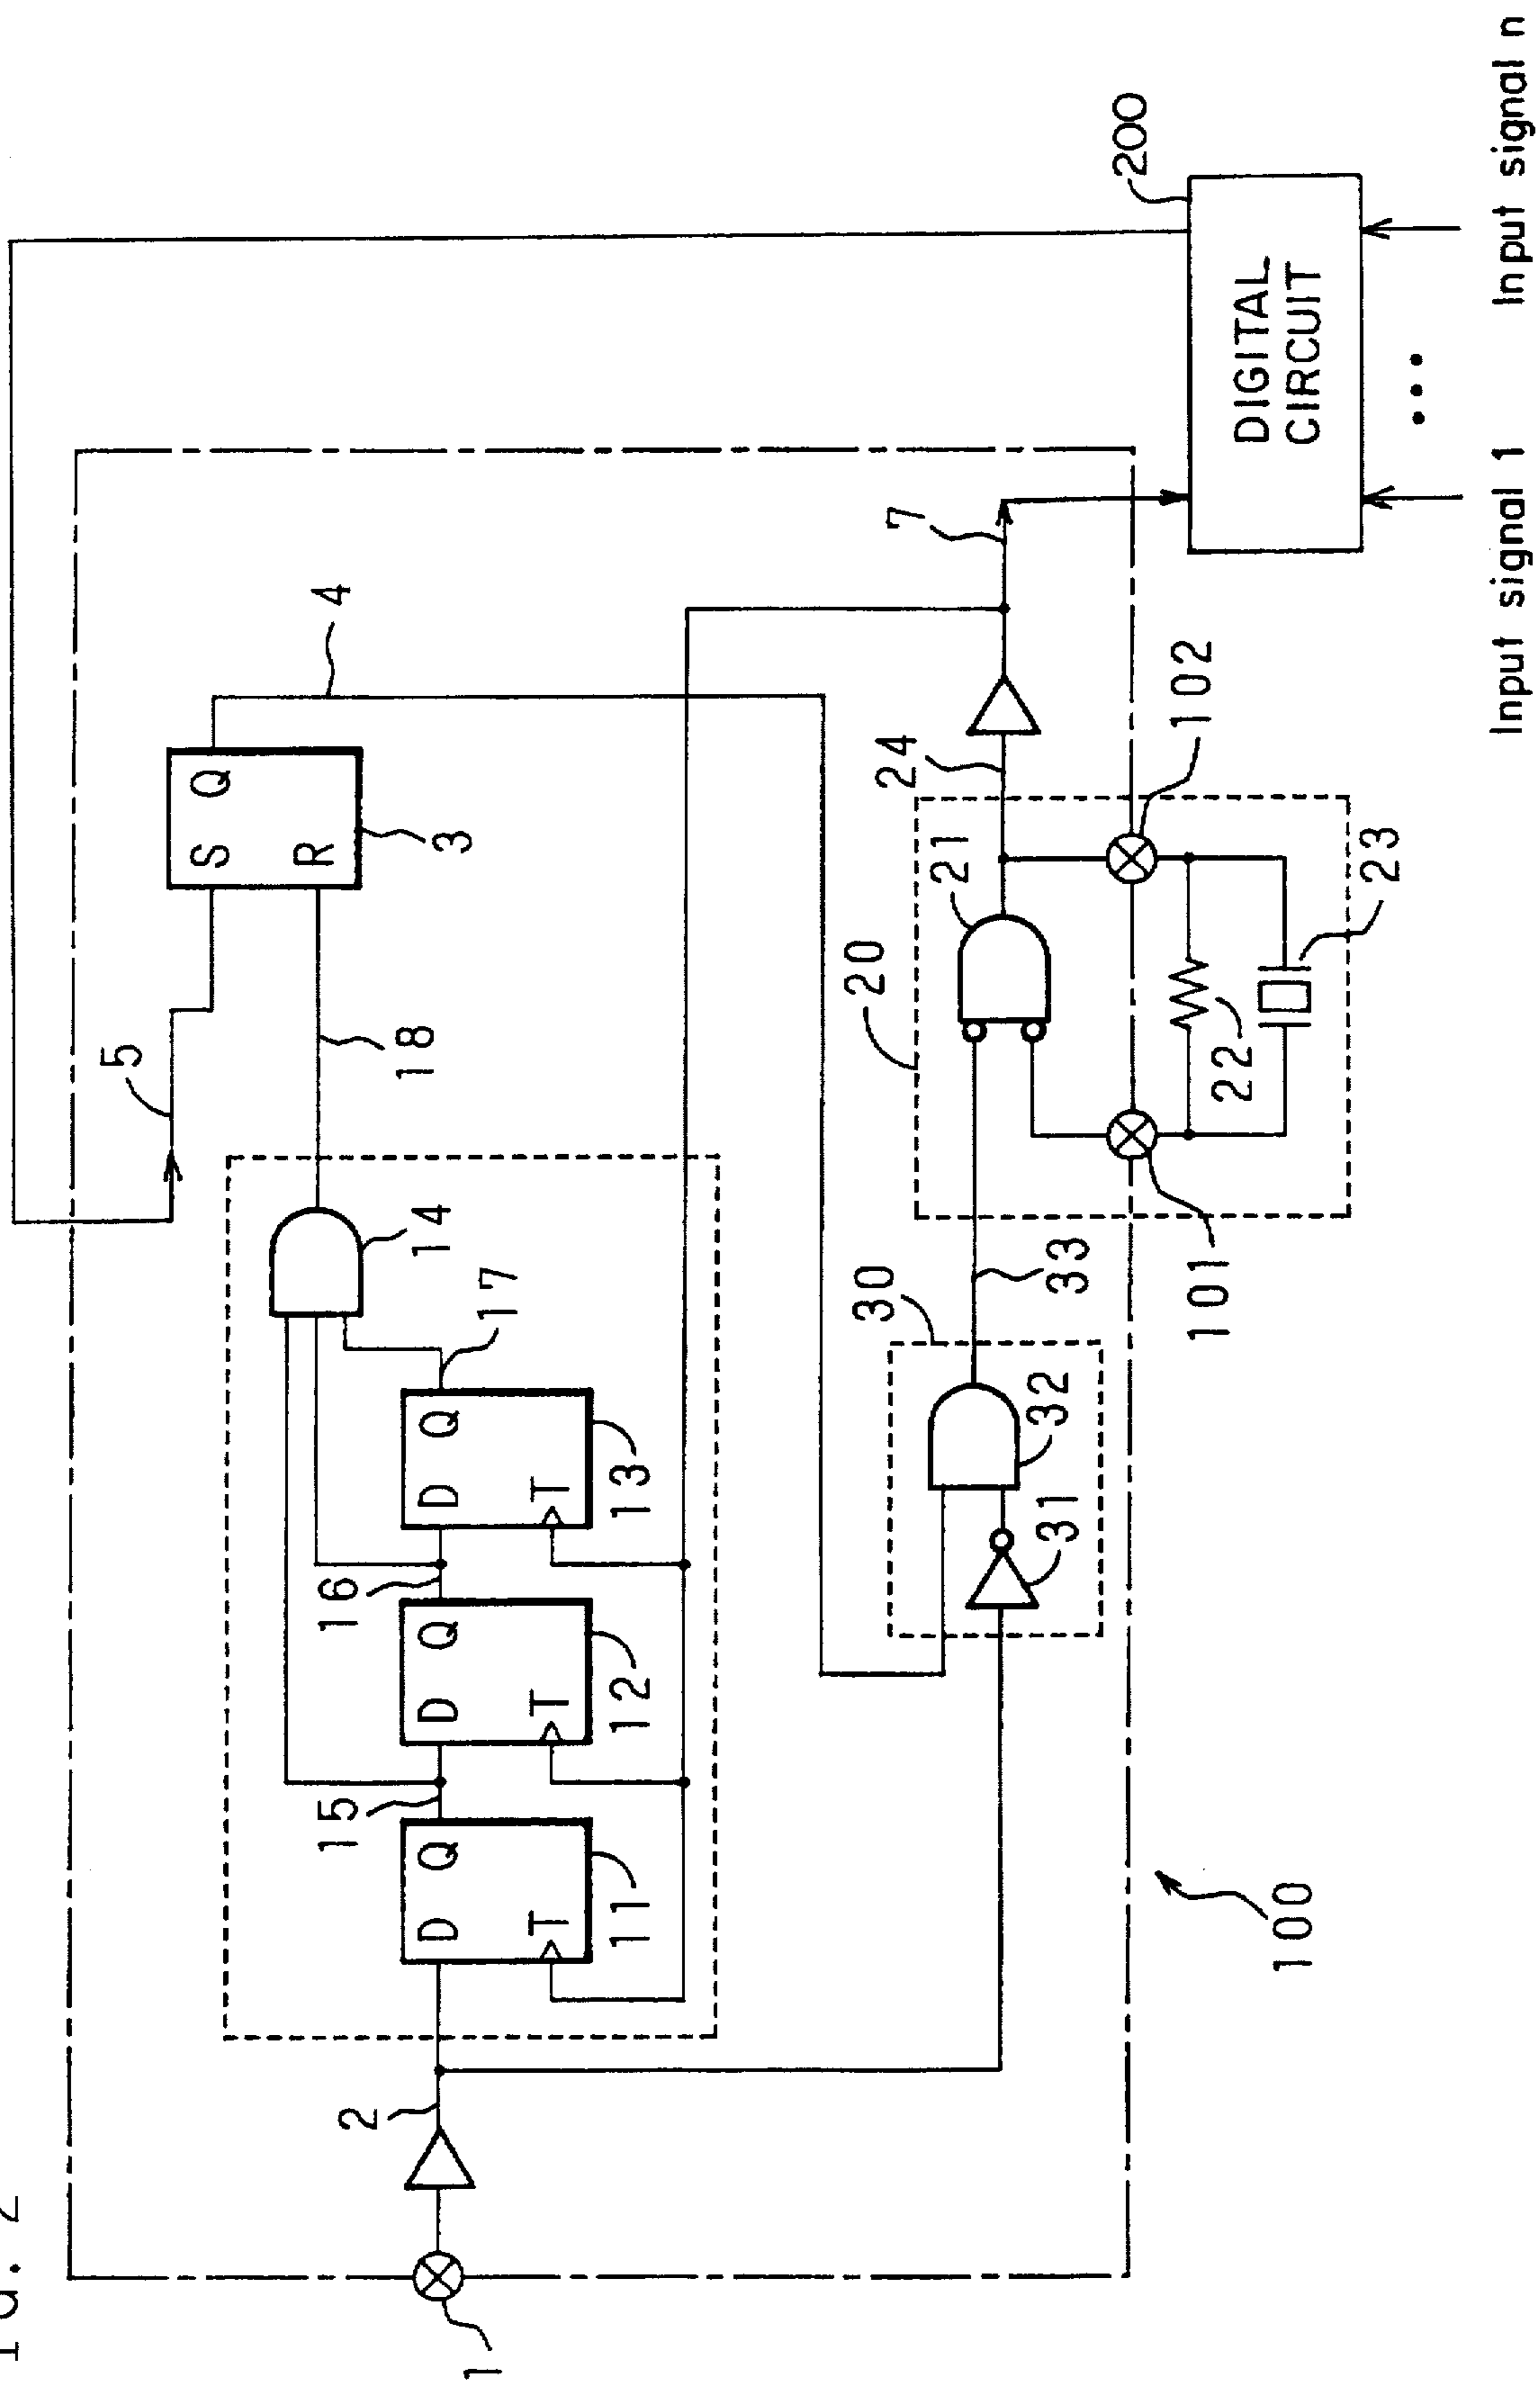 5
4
S Q
R
3
18
14
15
16
17
D Q
T
11
D Q
T
12
D Q
T
13
2
1
30
31
32
33
20
21
24
7
22
23
101
102
100
200
DIGITAL
CIRCUIT
Input signal 1
...
Input signal n